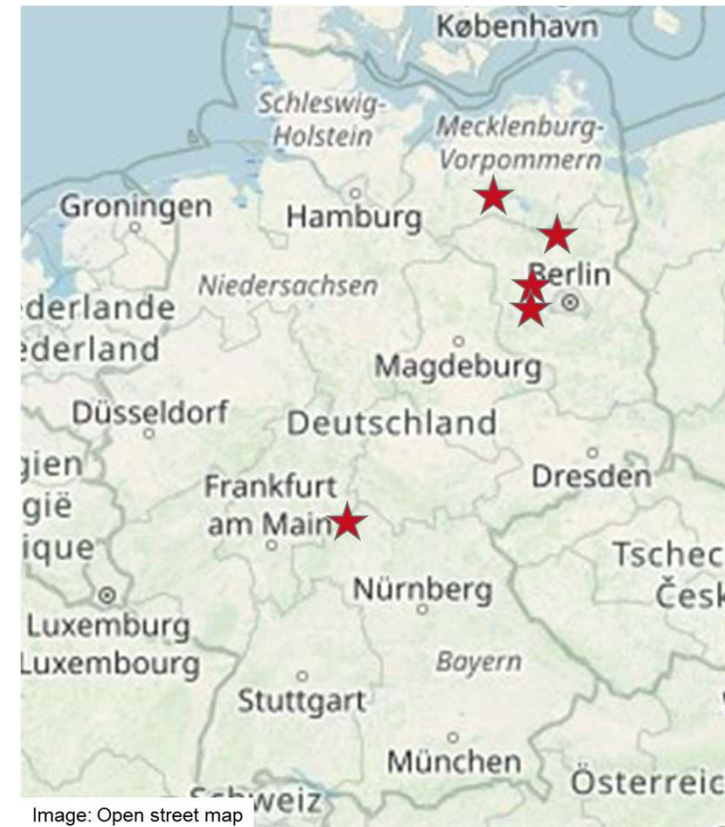 København
Schleswig-
Holstein
Mecklenburg-
Vorpommern
Groningen
Hamburg
Berlin
Niedersachsen
derlande
ederland
Magdeburg
Düsseldorf
Deutschland
gien
gië
ique
Dresden
Frankfurt
am Main
Tschec
Česk
Nürnberg
Luxemburg
Luxembourg
Bayern
Stuttgart
München
Österreic
Schweiz
Image: Open street map